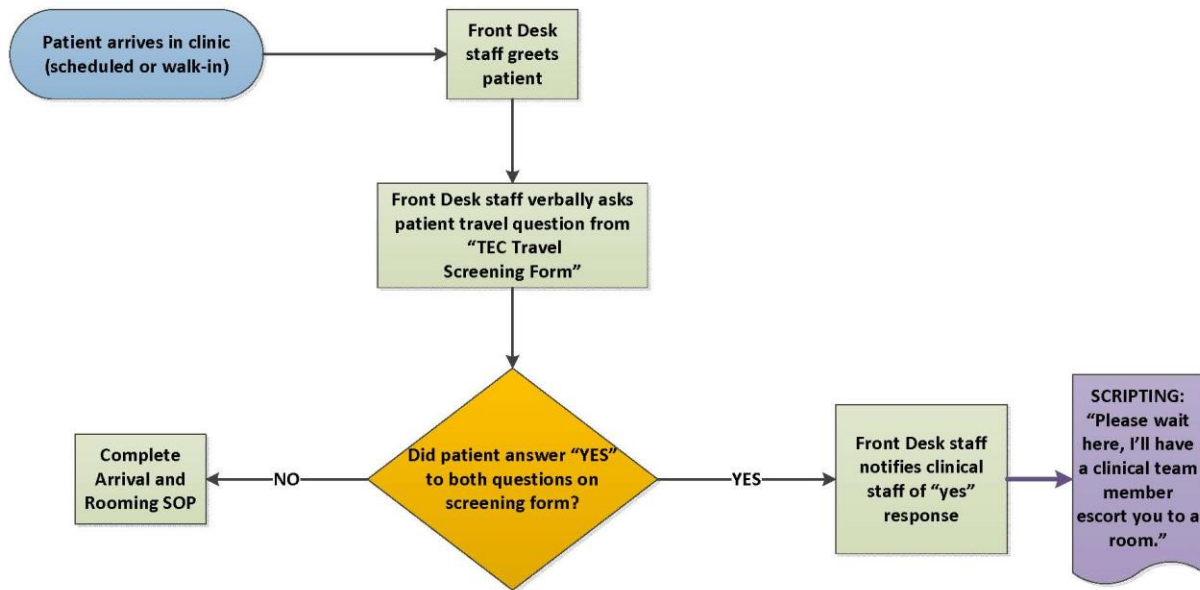 Patient arrives in clinic
(scheduled or walk-in)
Front Desk
staff greets
patient
Front Desk staff verbally asks
patient travel question from
“TEC Travel
Screening Form”
Did patient answer “YES”
to both questions on
screening form?
NO
Complete
Arrival and
Rooming SOP
YES
Front Desk staff
notifies clinical
staff of “yes”
response
SCRIPTING:
“Please wait
here, I’ll have
a clinical team
member
escort you to a
room.”